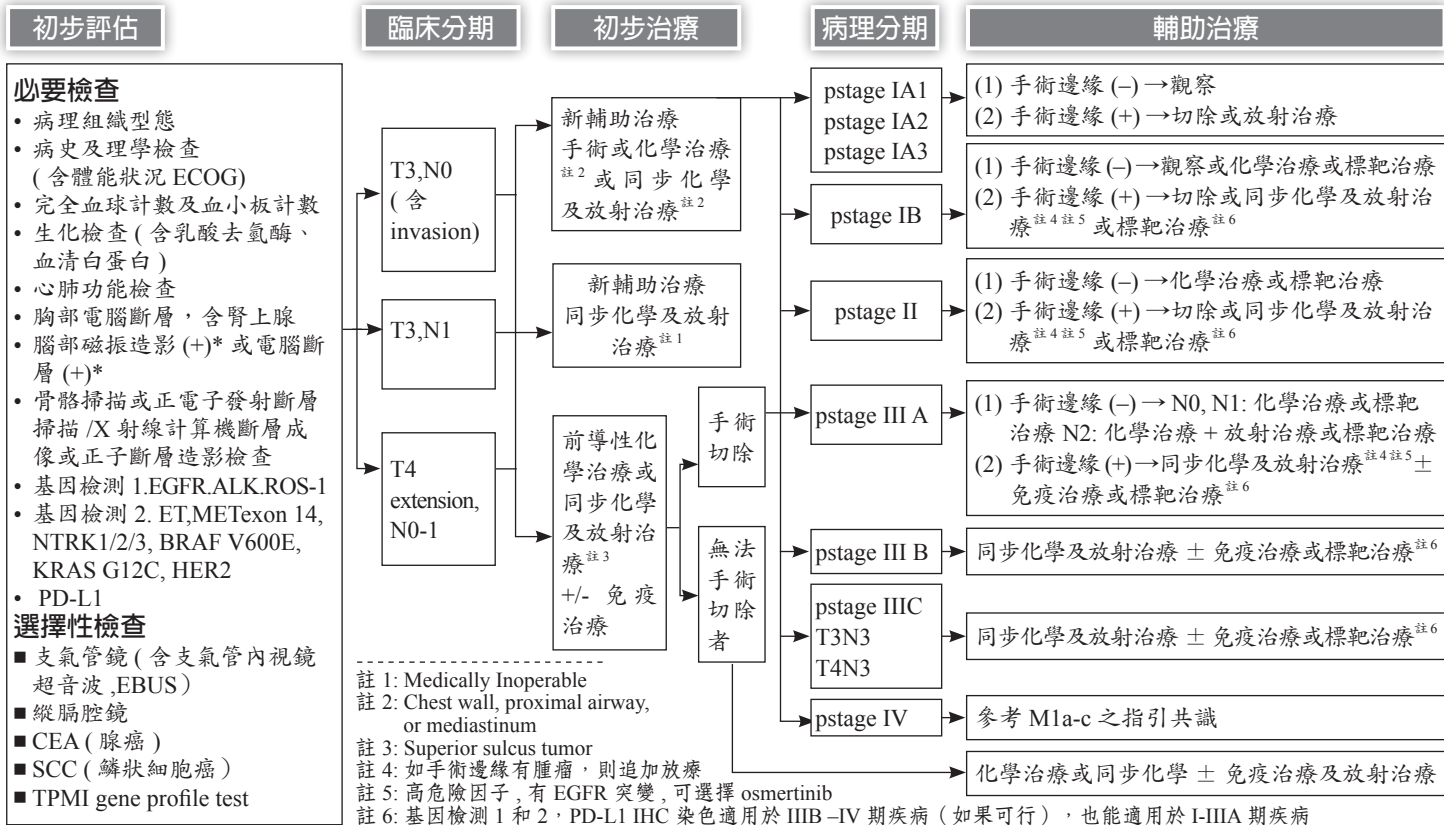 初步評估
臨床分期
初步治療
病理分期
輔助治療
必要檢查
• 病理組織型態
• 病史及理學檢查
( 含體能狀況 ECOG)
• 完全血球計數及血小板計數
• 生化檢查 ( 含乳酸去氫酶、
血清白蛋白 )
• 心肺功能檢查
• 胸部電腦斷層，含腎上腺
• 腦部磁振造影 (+)* 或電腦斷
層 (+)*
• 骨骼掃描或正電子發射斷層
掃描 /X 射線計算機斷層成
像或正子斷層造影檢查
• 基因檢測 1.EGFR.ALK.ROS-1
• 基因檢測 2. ET,METexon 14,
NTRK1/2/3, BRAF V600E,
KRAS G12C, HER2
• PD-L1
選擇性檢查
■ 支氣管鏡 ( 含支氣管內視鏡
超音波 ,EBUS）
■ 縱膈腔鏡
■ CEA ( 腺癌 )
■ SCC ( 鱗狀細胞癌 )
■ TPMI gene profile test
T3,N0
( 含
invasion)
T3,N1
T4
extension,
N0-1
新輔助治療
手術或化學治療
註 2 或同步化學
及放射治療註 2
新輔助治療
同步化學及放射
治療註 1
前導性化
學治療或
同步化學
及放射治
療註 3
+/- 免疫
治療
手術
切除
無法
手術
切除
者
pstage IA1
pstage IA2
pstage IA3
pstage IB
pstage II
pstage III A
pstage III B
pstage IIIC
T3N3
T4N3
pstage IV
(1) 手術邊緣 (–) →觀察
(2) 手術邊緣 (+) →切除或放射治療
(1) 手術邊緣 (–) →觀察或化學治療或標靶治療
(2) 手術邊緣 (+) →切除或同步化學及放射治
療註 4 註 5 或標靶治療註 6
(1) 手術邊緣 (–) →化學治療或標靶治療
(2) 手術邊緣 (+) →切除或同步化學及放射治
療註 4 註 5 或標靶治療註 6
(1) 手術邊緣 (–) → N0, N1: 化學治療或標靶
治療 N2: 化學治療 + 放射治療或標靶治療
(2) 手術邊緣 (+) →同步化學及放射治療註 4 註 5 ±
免疫治療或標靶治療註 6
同步化學及放射治療 ± 免疫治療或標靶治療註 6
同步化學及放射治療 ± 免疫治療或標靶治療註 6
參考 M1a-c 之指引共識
化學治療或同步化學 ± 免疫治療及放射治療
註 1: Medically Inoperable
註 2: Chest wall, proximal airway,
or mediastinum
註 3: Superior sulcus tumor
註 4: 如手術邊緣有腫瘤，則追加放療
註 5: 高危險因子 , 有 EGFR 突變 , 可選擇 osmertinib
註 6: 基因檢測 1 和 2，PD-L1 IHC 染色適用於 IIIB –IV 期疾病（如果可行），也能適用於 I-IIIA 期疾病